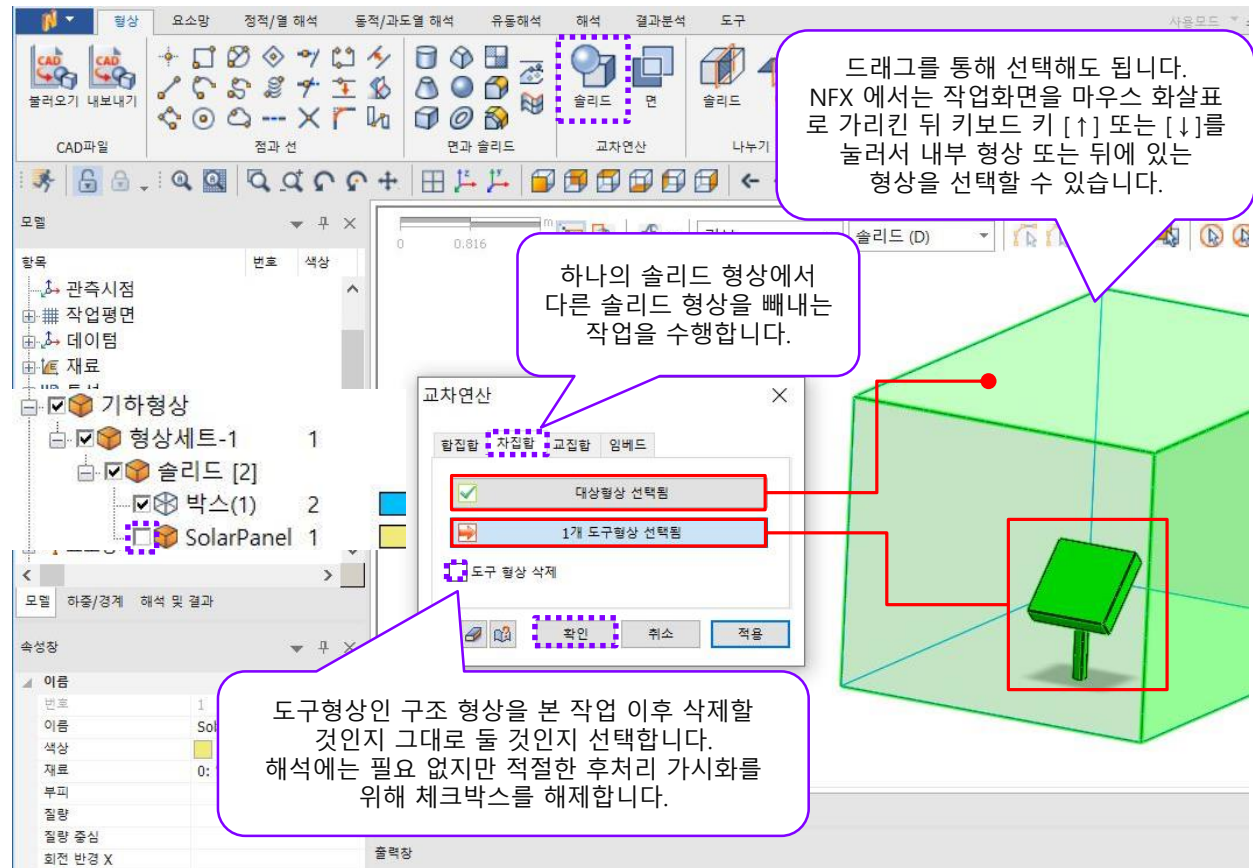 형상 요소망 정적/열 해석 동적/과도열 해석 유동해석 해석 결과분석 도구 사용모드
CAD CAD
불러오기 내보내기 솔리드 면 솔리드
CAD파일 점과 선 면과 솔리드 교차연산 나누기
드래그를 통해 선택해도 됩니다.
NFX 에서는 작업화면을 마우스 화살표
로 가리킨 뒤 키보드 키 [↑] 또는 [↓]를
눌러서 내부 형상 또는 뒤에 있는
형상을 선택할 수 있습니다.
모델
0 0.816 m
솔리드 (D)
항목 번호 색상
관측시점
작업평면
데이텀
재료
기하형상
형상세트-1 1
솔리드 [2]
박스(1) 2
SolarPanel 1
모델 하중/경계 해석 및 결과
하나의 솔리드 형상에서
다른 솔리드 형상을 빼내는
작업을 수행합니다.
교차연산
합집합 차집합 교집합 임베드
대상형상 선택됨
1개 도구형상 선택됨
도구 형상 삭제
확인 취소 적용
속성창
이름
번호 1
이름
색상
재료 0:
부피
질량
질량 중심
회전 반경 X
도구형상인 구조 형상을 본 작업 이후 삭제할
것인지 그대로 둘 것인지 선택합니다.
해석에는 필요 없지만 적절한 후처리 가시화를
위해 체크박스를 해제합니다.
출력창